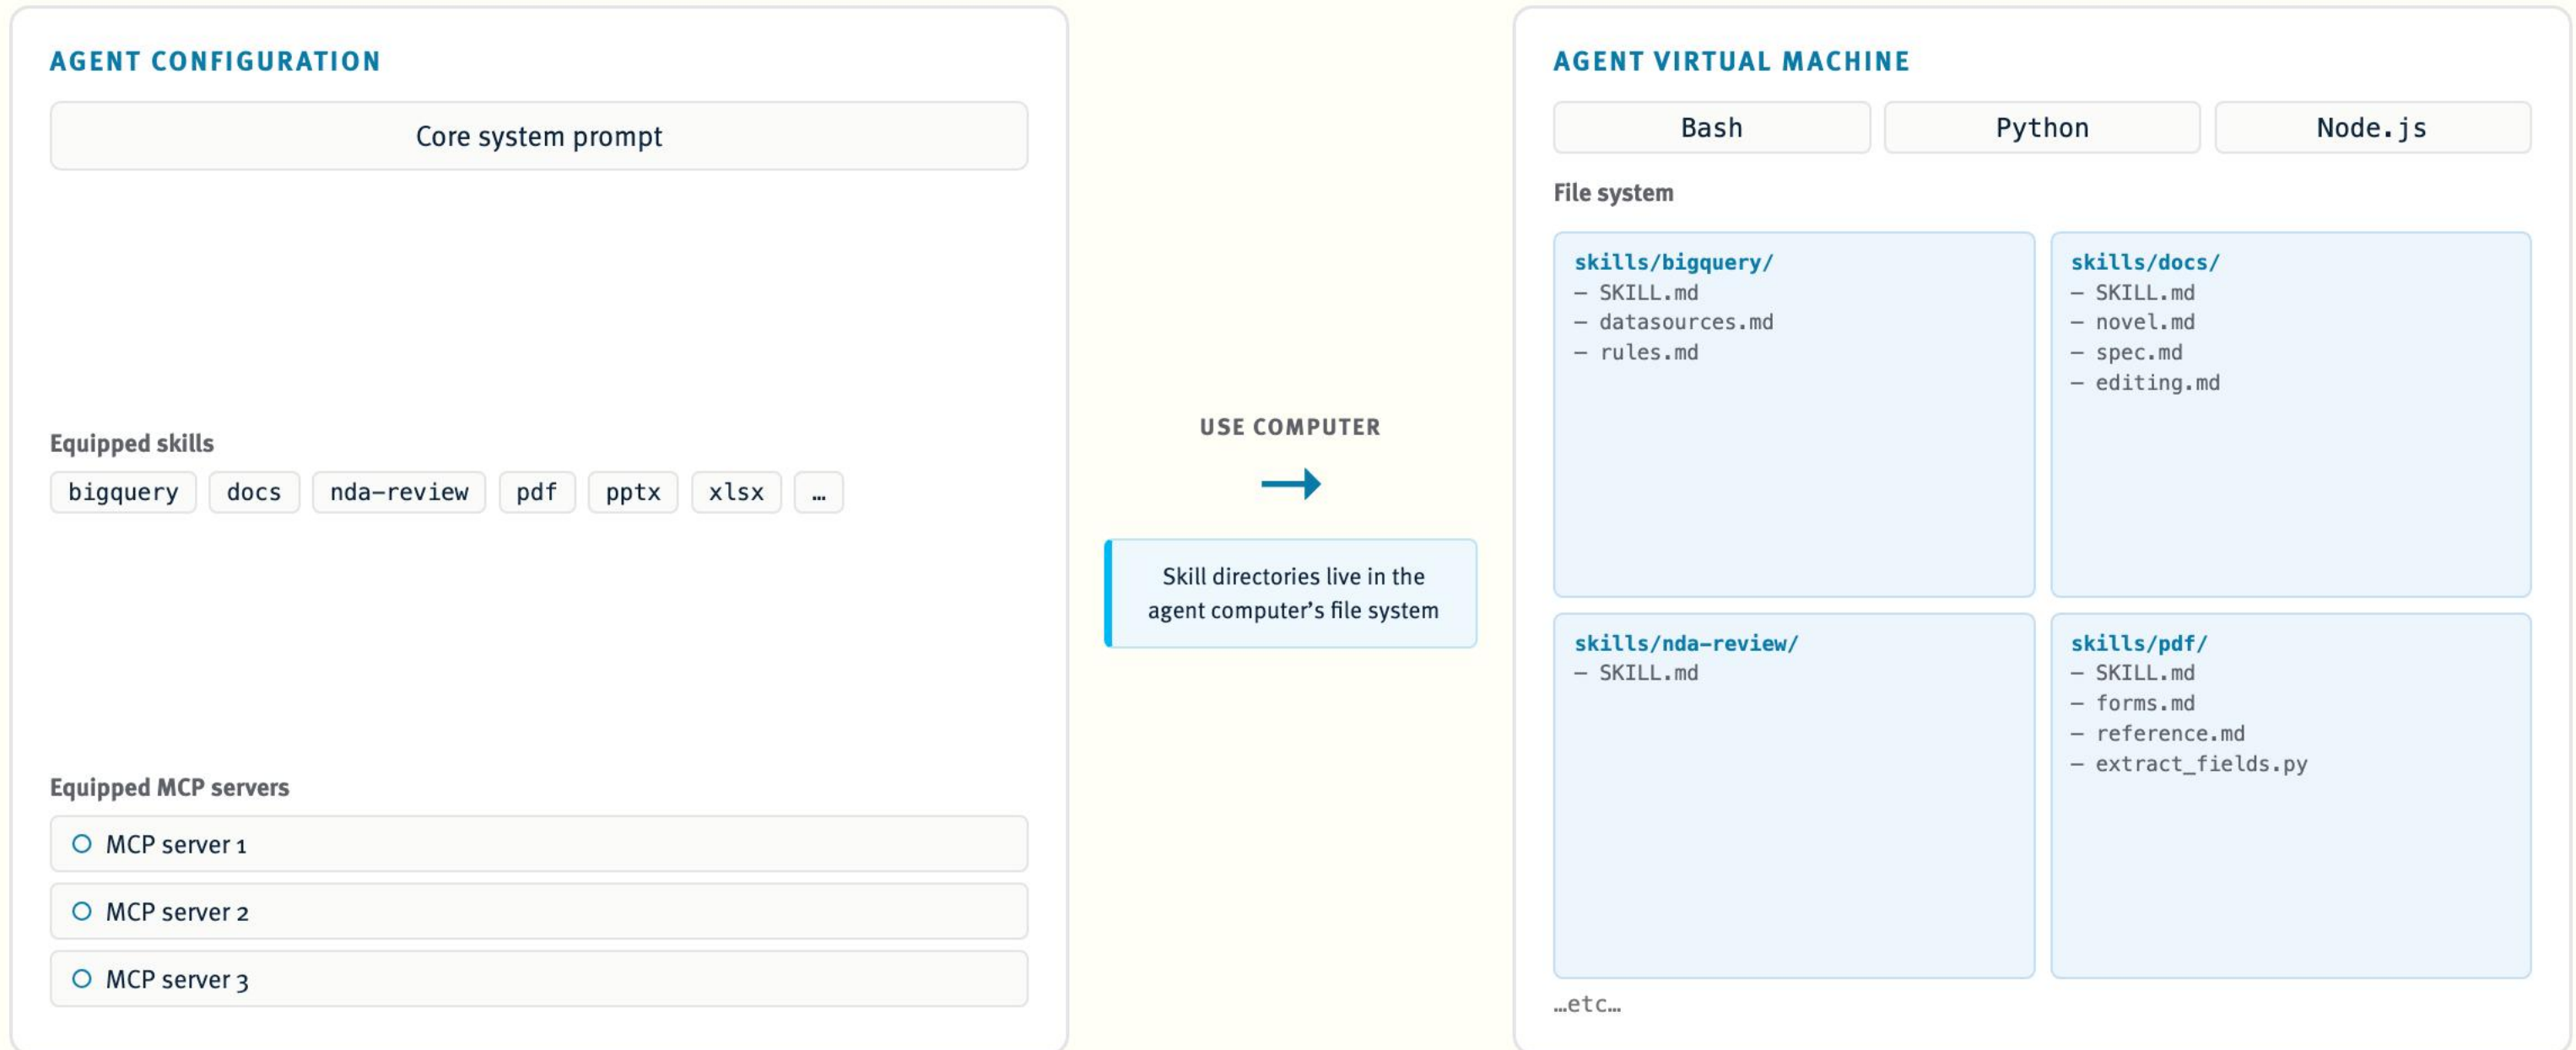 AGENT CONFIGURATION
Core system prompt
Equipped skills
bigquery
docs
nda-review
pdf
pptx
xlsx
…
Equipped MCP servers
MCP server 1
MCP server 2
MCP server 3
USE COMPUTER
Skill directories live in the
agent computer’s file system
AGENT VIRTUAL MACHINE
Bash
Python
Node.js
File system
skills/bigquery/
– SKILL.md
– datasources.md
– rules.md
skills/docs/
– SKILL.md
– novel.md
– spec.md
– editing.md
skills/nda-review/
– SKILL.md
skills/pdf/
– SKILL.md
– forms.md
– reference.md
– extract_fields.py
…etc…